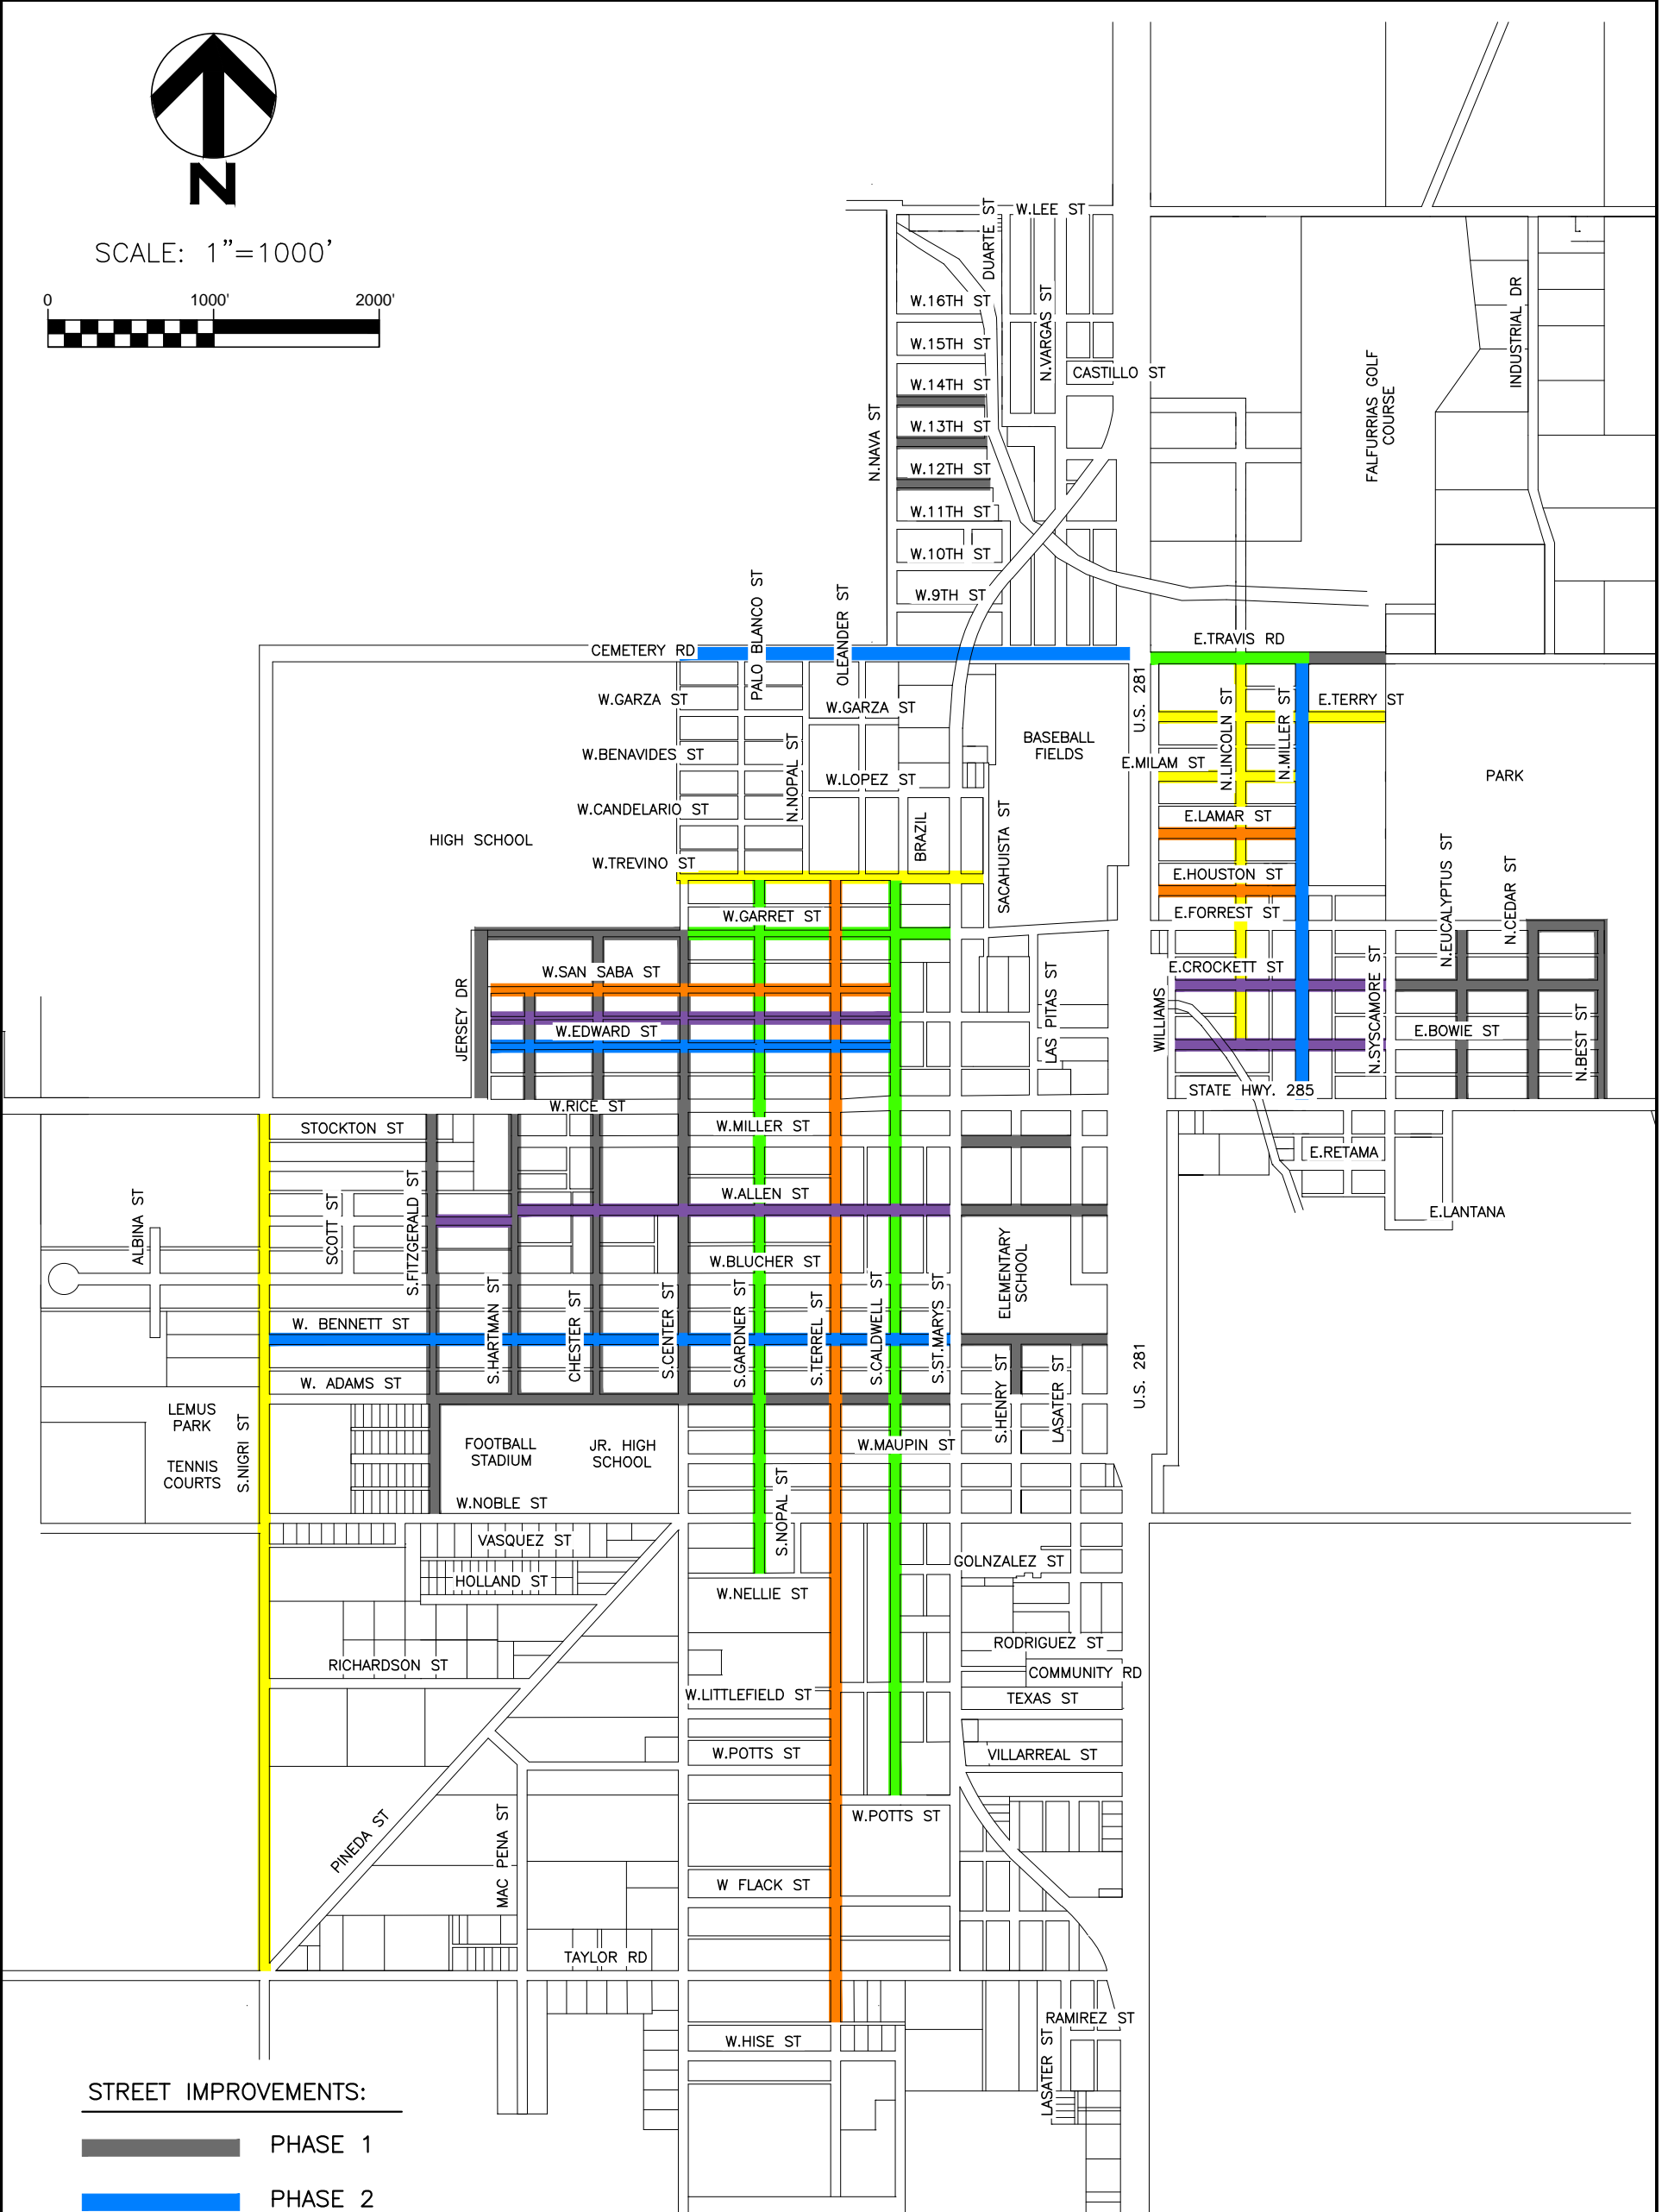 N
SCALE: 1"=1000'
0 1000' 2000'
W.LEE ST
DUARTE ST
W.16TH ST
N.VARGAS ST
W.15TH ST
CASTILLO ST
W.14TH ST
N.NAVA ST
W.13TH ST
W.12TH ST
W.11TH ST
W.10TH ST
W.9TH ST
INDUSTRIAL DR
FALFURRIAS GOLF
COURSE
CEMETERY RD
PALO BLANCO ST
OLEANDER ST
E.TRAVIS RD
U.S. 281
W.GARZA ST
W.GARZA ST
N.LINCOLN ST
N.MILLER ST
E.TERRY ST
W.BENAVIDES ST
N.NOPAL ST
BASEBALL
FIELDS
E.MILAM ST
W.LOPEZ ST
PARK
W.CANDELARIO ST
HIGH SCHOOL
BRAZIL
SACAHUISTA ST
E.LAMAR ST
W.TREVINO ST
E.HOUSTON ST
N.EUCALYPTUS ST
N.CEDAR ST
W.GARRET ST
E.FORREST ST
W.SAN SABA ST
E.CROCKETT ST
JERSEY DR
LAS PITAS ST
WILLIAMS
N.SYSCAMORE ST
W.EDWARD ST
E.BOWIE ST
N.BEST ST
STATE HWY. 285
W.RICE ST
STOCKTON ST
W.MILLER ST
E.RETAMA
ALBINA ST
SCOTT ST
S.FITZGERALD ST
W.ALLEN ST
E.LANTANA
W.BLUCHER ST
ELEMENTARY
SCHOOL
W. BENNETT ST
S.HARTMAN ST
CHESTER ST
S.CENTER ST
S.GARDNER ST
S.TERREL ST
S.CALDWELL ST
S.ST.MARYS ST
U.S. 281
W. ADAMS ST
S.HENRY ST
LASATER ST
LEMUS
PARK
TENNIS
COURTS
S.NIGRI ST
FOOTBALL
STADIUM
JR. HIGH
SCHOOL
W.MAUPIN ST
W.NOBLE ST
S.NOPAL ST
VASQUEZ ST
GOLNZALEZ ST
HOLLAND ST
W.NELLIE ST
RODRIGUEZ ST
RICHARDSON ST
COMMUNITY RD
W.LITTLEFIELD ST
TEXAS ST
W.POTTS ST
VILLARREAL ST
PINEDA ST
MAC PENA ST
W.POTTS ST
W FLACK ST
TAYLOR RD
RAMIREZ ST
W.HISE ST
LASATER ST
STREET IMPROVEMENTS:
PHASE 1
PHASE 2